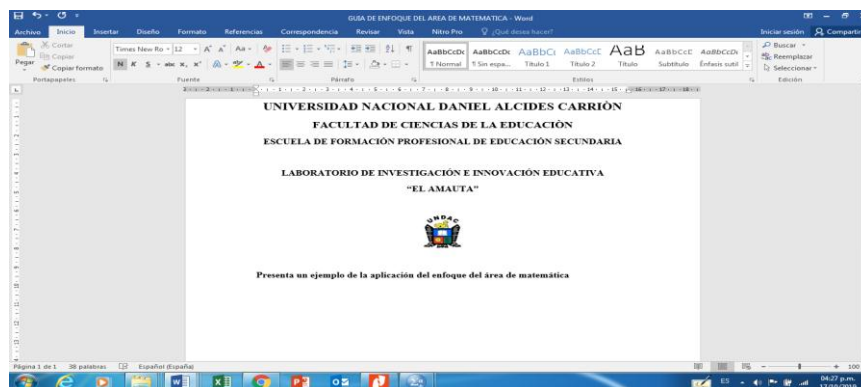 GUIA DE ENFOQUE DEL AREA DE MATEMATICA - Word
Archivo Inicio Insertar Diseño Formato Referencias Correspondencia Revisar Vista Nitro Pro ¿Qué desea hacer? Iniciar sesión Compartir
Cortar
Copiar
Copiar formato
Pegar
Times New Ro 12
N K S abc x, x'
AaBbCcDc AaBbCcDc AaBbCc AaBbCcC AaB AaBbCcC AaBbCcDc
¶ Normal ¶ Sin espa... Título 1 Título 2 Título Subtítulo Énfasis sutil
Buscar
Reemplazar
Seleccionar
Portapapeles Fuente Párrafo Estilos Edición
UNIVERSIDAD NACIONAL DANIEL ALCIDES CARRIÒN
FACULTAD DE CIENCIAS DE LA EDUCACIÒN
ESCUELA DE FORMACIÓN PROFESIONAL DE EDUCACIÓN SECUNDARIA
LABORATORIO DE INVESTIGACIÓN E INNOVACIÓN EDUCATIVA
“EL AMAUTA”
UNDAC
Presenta un ejemplo de la aplicación del enfoque del área de matemática
Página 1 de 1 38 palabras Español (España)
ES 04:27 p.m.